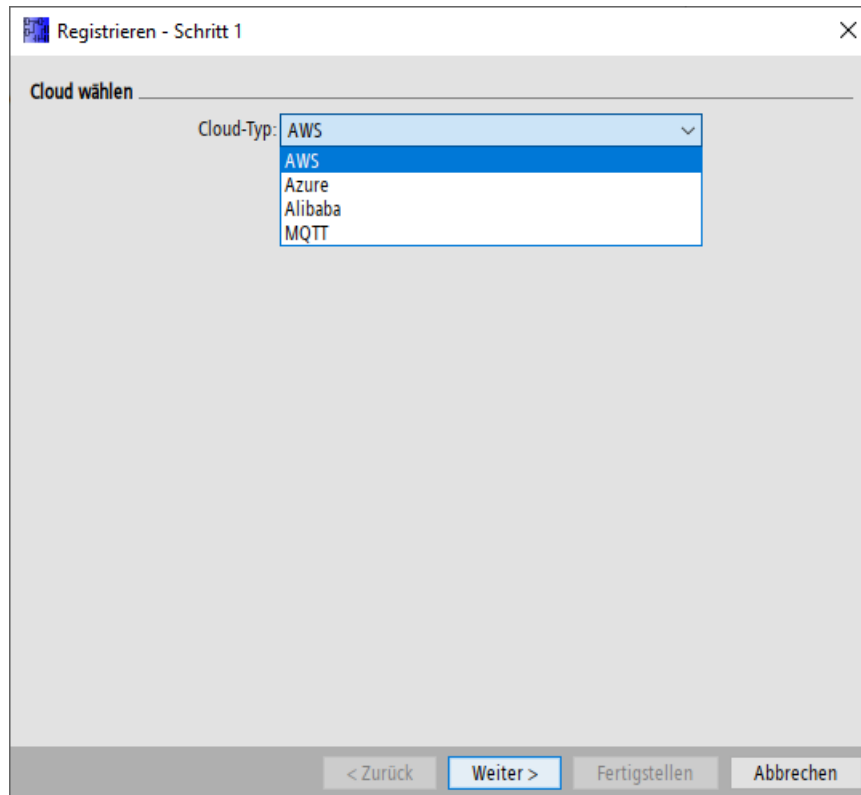 Registrieren - Schritt 1
Cloud wählen
Cloud-Typ: AWS
AWS
Azure
Alibaba
MQTT
< Zurück Weiter > Fertigstellen Abbrechen